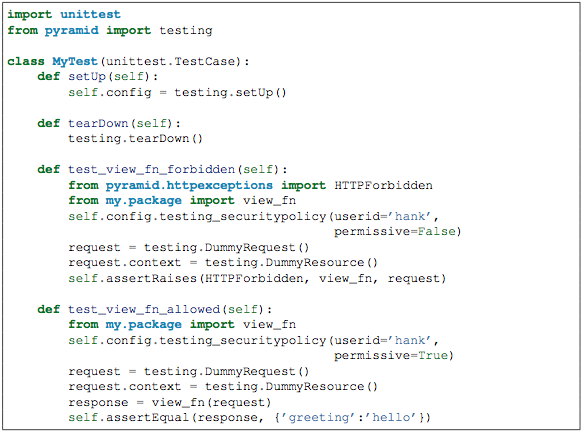 import unittest
from pyramid import testing

class MyTest(unittest.TestCase):
    def setUp(self):
        self.config = testing.setUp()

    def tearDown(self):
        testing.tearDown()

    def test_view_fn_forbidden(self):
        from pyramid.httpexceptions import HTTPForbidden
        from my.package import view_fn
        self.config.testing_securitypolicy(userid=’hank’,
                                           permissive=False)
        request = testing.DummyRequest()
        request.context = testing.DummyResource()
        self.assertRaises(HTTPForbidden, view_fn, request)

    def test_view_fn_allowed(self):
        from my.package import view_fn
        self.config.testing_securitypolicy(userid=’hank’,
                                           permissive=True)
        request = testing.DummyRequest()
        request.context = testing.DummyResource()
        response = view_fn(request)
        self.assertEqual(response, {’greeting’:’hello’})